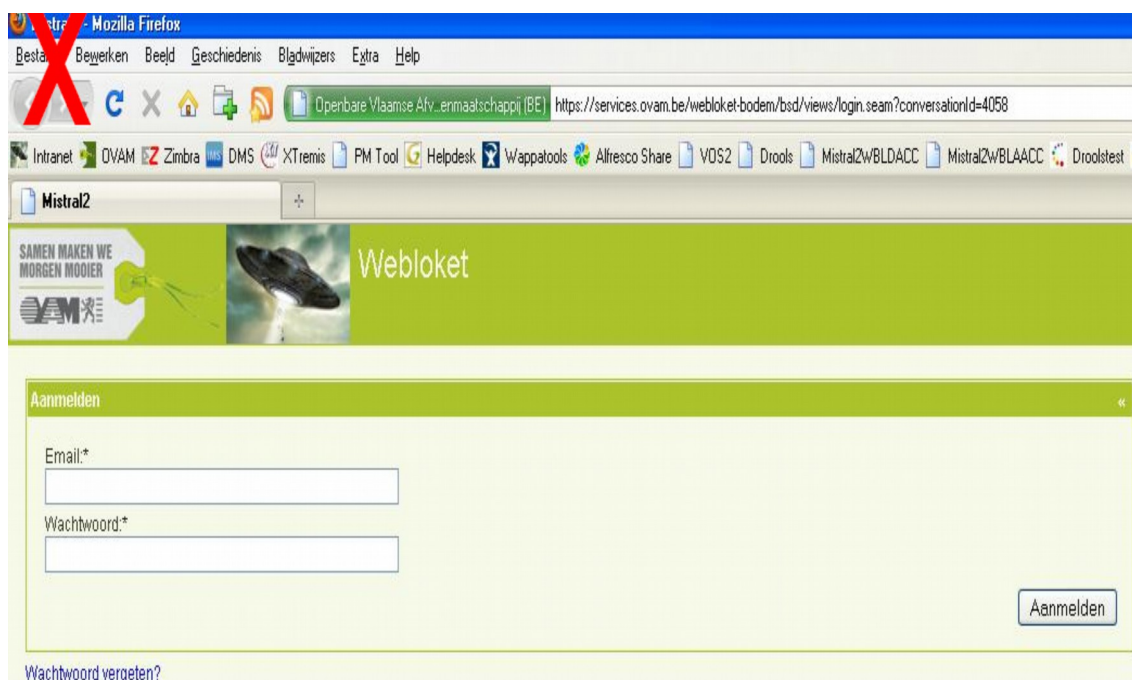 - Mozilla Firefox
Bewerken Beeld Geschiedenis Bladwijzers Extra Help
Openbare Vlaamse Afv...enmaatschappij (BE) https://services.ovam.be/webloket-bodem/bsd/views/login.seam?conversationId=4058
Intranet OVAM Zimbra DMS XTremis PM Tool Helpdesk Wappatools Alfresco Share VOS2 Drools Mistral2WBLDACC Mistral2WBLAACC Droolstest
Mistral2
SAMEN MAKEN WE
MORGEN MOOIER
OVAM
Webloket
Aanmelden «
Email:*
Wachtwoord:*
Aanmelden
Wachtwoord vergeten?